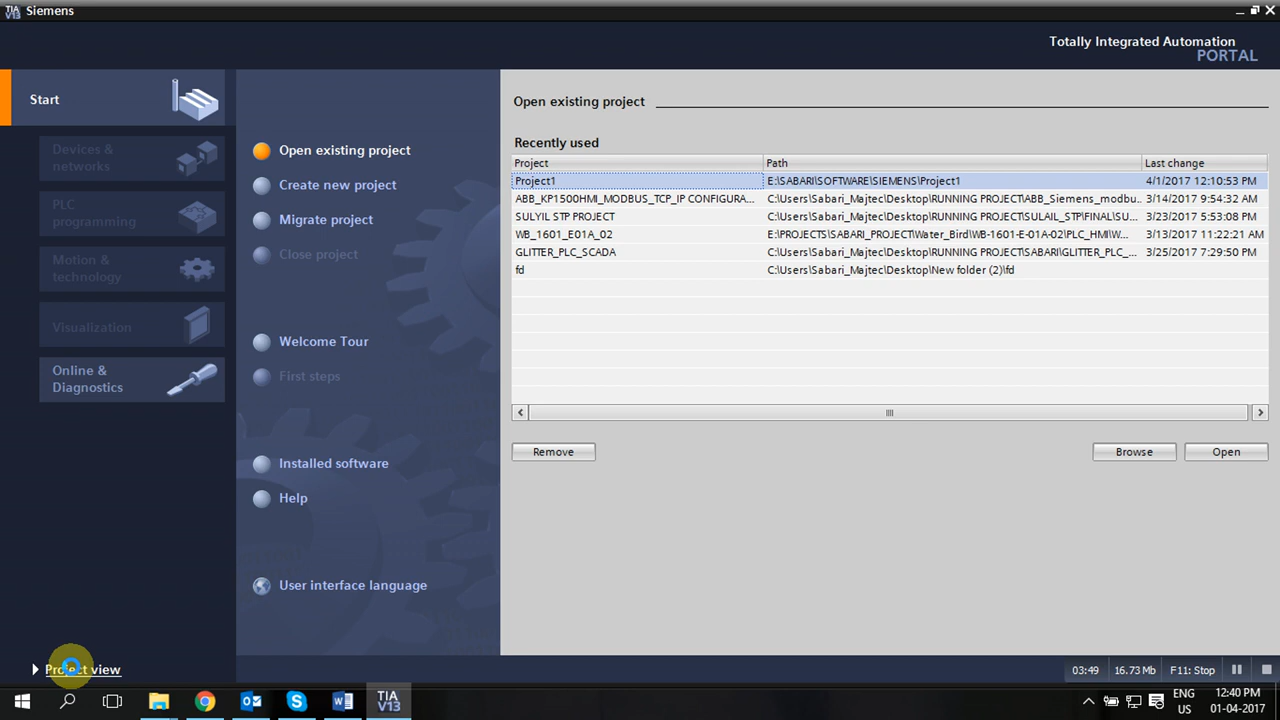 TIA V13 Siemens
Totally Integrated Automation
PORTAL
Start
Devices &
networks
PLC
programming
Motion &
technology
Visualization
Online &
Diagnostics
Project view
Open existing project
Create new project
Migrate project
Close project
Welcome Tour
First steps
Installed software
Help
User interface language
Open existing project
Recently used
Project Path Last change
Project1 E:\SABARI\SOFTWARE\SIEMENS\Project1 4/1/2017 12:10:53 PM
ABB_KP1500HMI_MODBUS_TCP_IP CONFIGURA... C:\Users\Sabari_Majtec\Desktop\RUNNING PROJECT\ABB_Siemens_modbu... 3/14/2017 9:54:32 AM
SULYIL STP PROJECT C:\Users\Sabari_Majtec\Desktop\RUNNING PROJECT\SULAIL_STP\FINAL\SU... 3/23/2017 5:53:08 PM
WB_1601_E01A_02 E:\PROJECTS\SABARI_PROJECT\Water_Bird\WB-1601-E-01A-02\PLC_HMI\W... 3/13/2017 11:22:21 AM
GLITTER_PLC_SCADA C:\Users\Sabari_Majtec\Desktop\RUNNING PROJECT\SABARI\GLITTER_PLC_... 3/25/2017 7:29:50 PM
fd C:\Users\Sabari_Majtec\Desktop\New folder (2)\fd
Remove Browse Open
03:49 16.73 Mb F11: Stop
TIA
V13
ENG
US
12:40 PM
01-04-2017